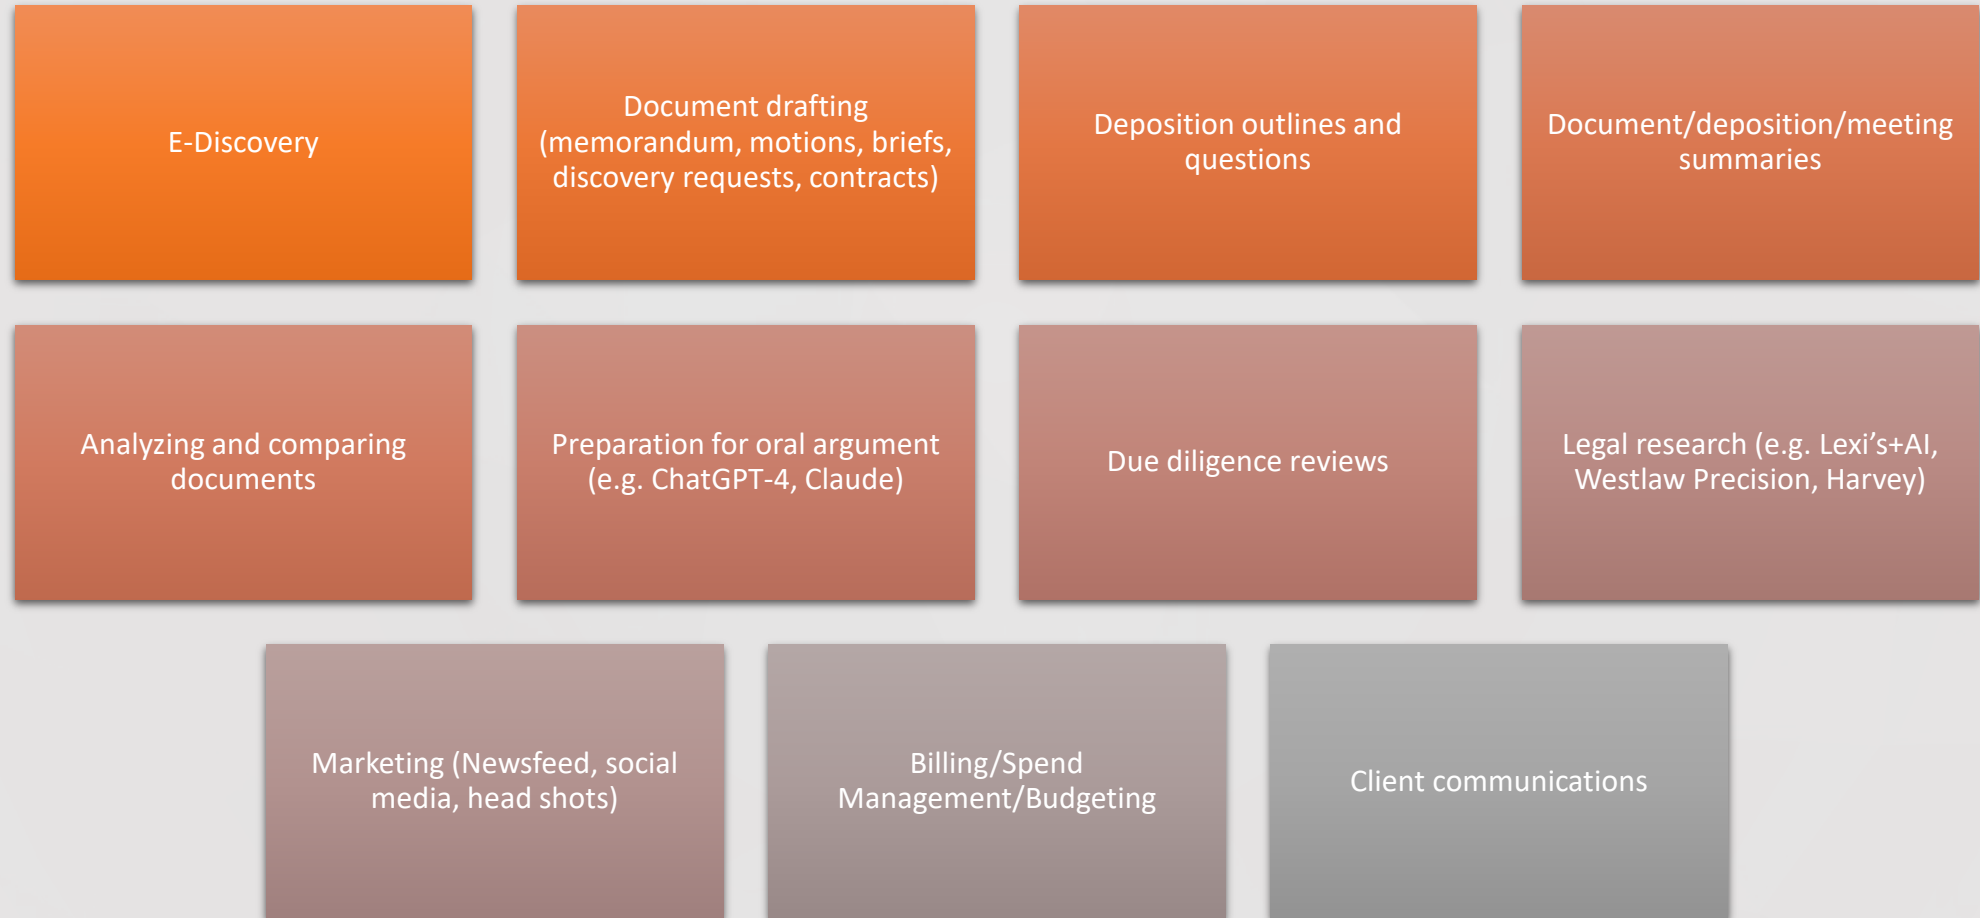 E-Discovery
Document drafting
(memorandum, motions, briefs,
discovery requests, contracts)
Deposition outlines and
questions
Document/deposition/meeting
summaries
Analyzing and comparing
documents
Preparation for oral argument
(e.g. ChatGPT-4, Claude)
Due diligence reviews
Legal research (e.g. Lexi’s+AI,
Westlaw Precision, Harvey)
Marketing (Newsfeed, social
media, head shots)
Billing/Spend
Management/Budgeting
Client communications